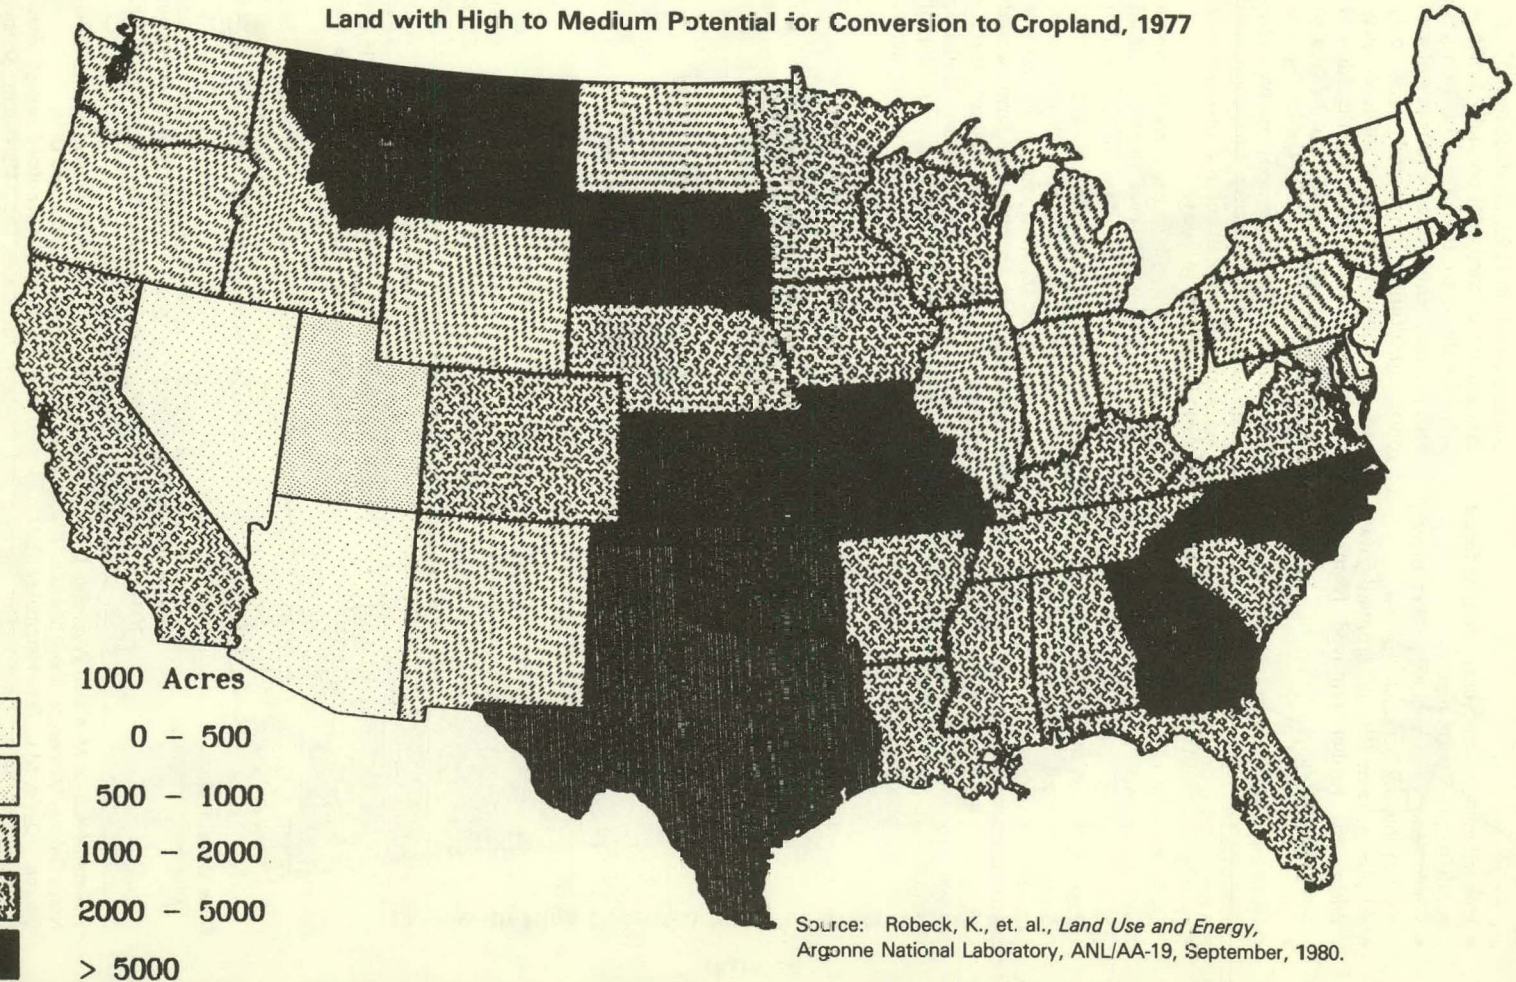 Land with High to Medium Potential for Conversion to Cropland, 1977
1000 Acres
0 - 500
500 - 1000
1000 - 2000
2000 - 5000
> 5000
Source: Robeck, K., et. al., Land Use and Energy,
Argonne National Laboratory, ANL/AA-19, September, 1980.